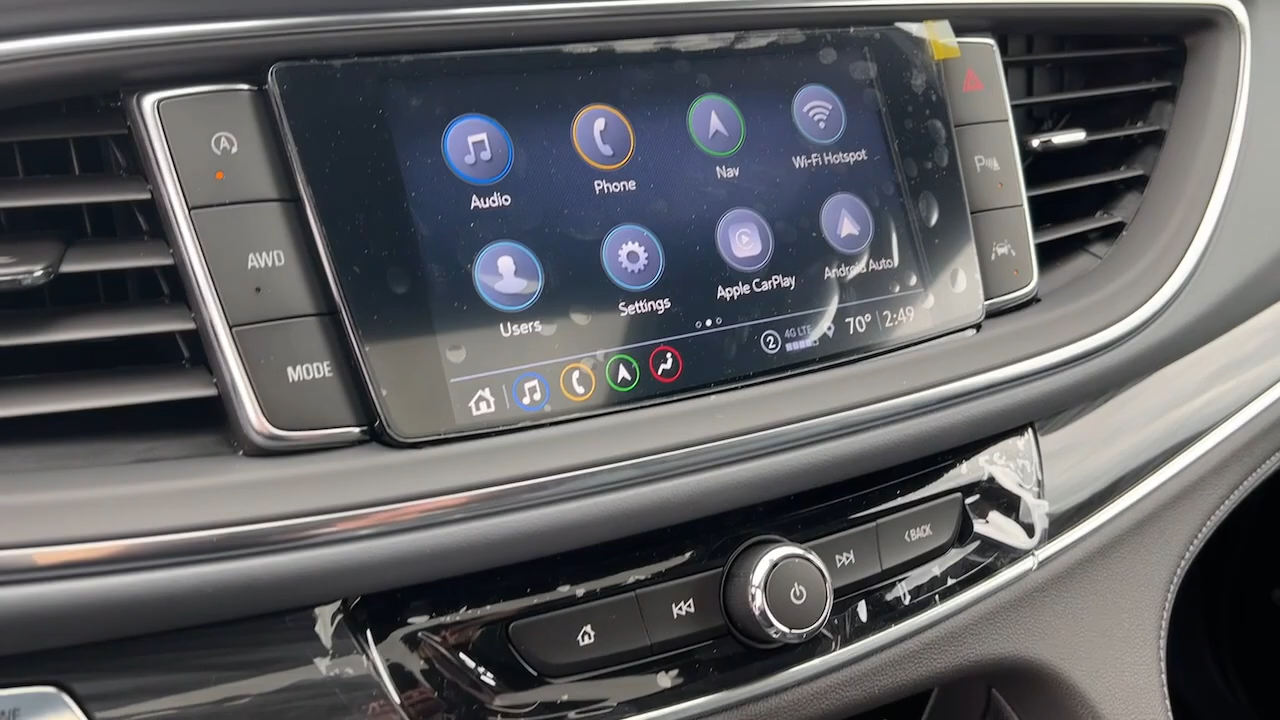 Audio
Phone
Nav
Wi-Fi Hotspot
Users
Settings
Apple CarPlay
Android Auto
2
4G LTE
70°
2:49
A
AWD
MODE
P
< BACK
NE